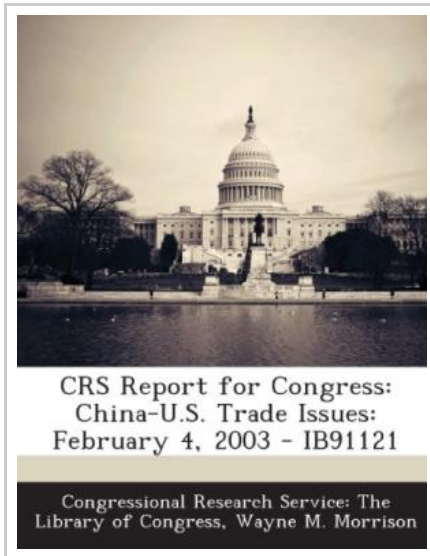 CRS Report for Congress:
China-U.S. Trade Issues:
February 4, 2003 - IB91121
Congressional Research Service: The
Library of Congress, Wayne M. Morrison